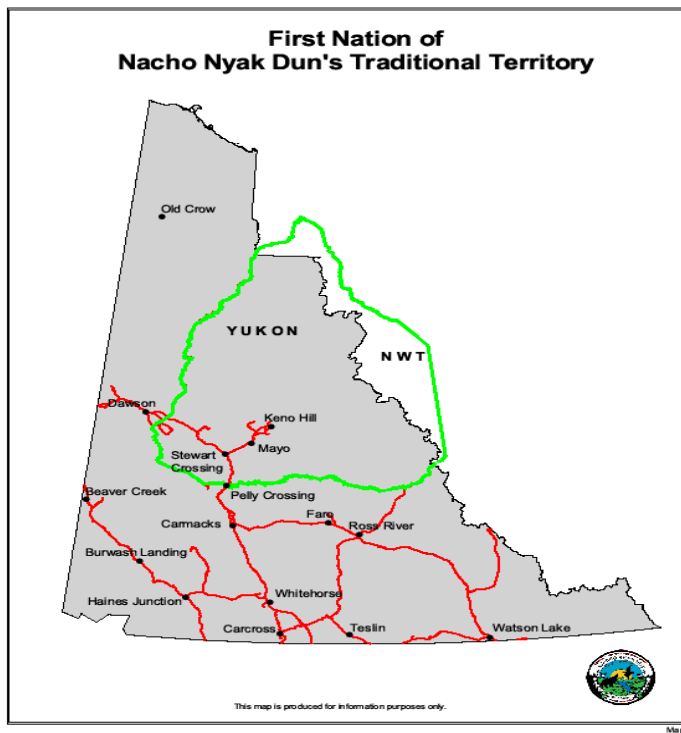 First Nation of
Nacho Nyak Dun's Traditional Territory
Old Crow
YUKON
NWT
Dawson
Keno Hill
Mayo
Stewart
Crossing
Beaver Creek
Pelly Crossing
Carmacks
Faro
Ross River
Burwash Landing
Haines Junction
Whitehorse
Carcross
Teslin
Watson Lake
This map is produced for information purposes only.